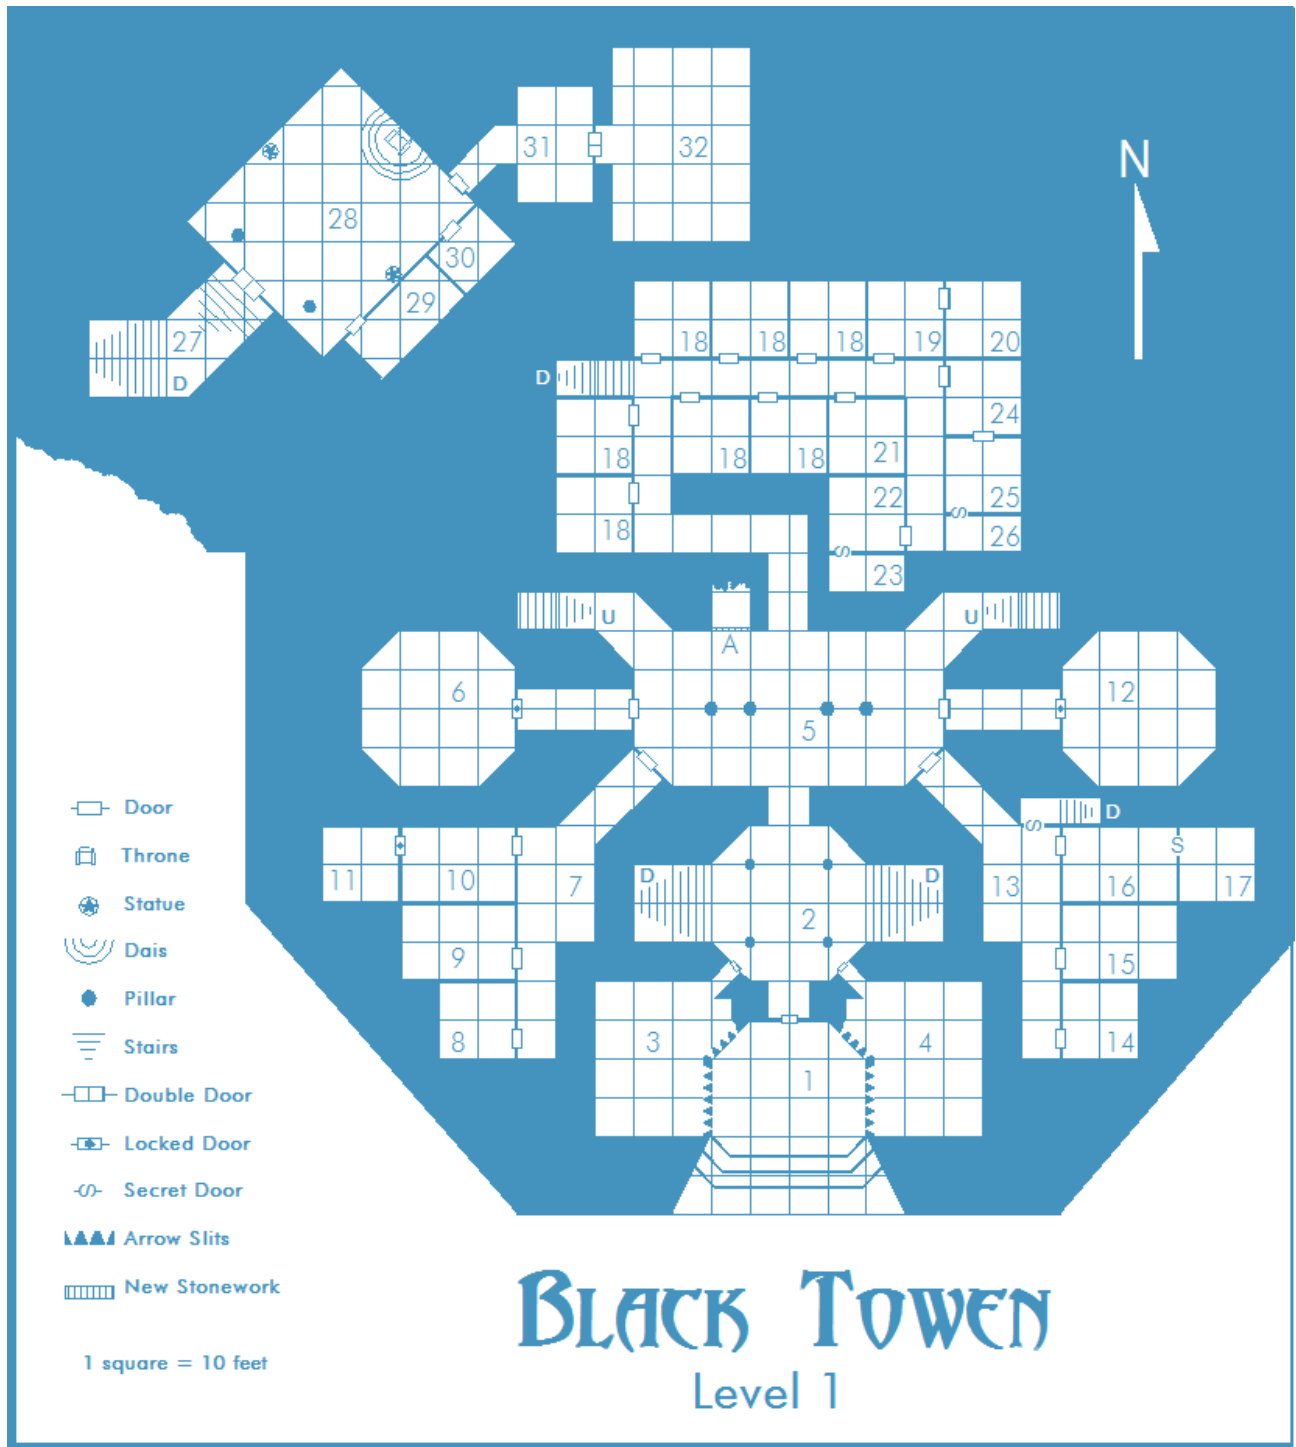 31
32
N
28
30
29
27
D
18
18
18
19
20
D
24
18
18
18
21
22
25
18
26
S
S
23
U
U
A
6
12
5
Door
D
S
Throne
S
11
10
7
13
16
17
D
D
Statue
2
Dais
9
15
Pillar
Stairs
8
3
4
14
1
Double Door
Locked Door
Secret Door
S
Arrow Slits
New Stonework
1 square = 10 feet
BLACK TOWEN
Level 1